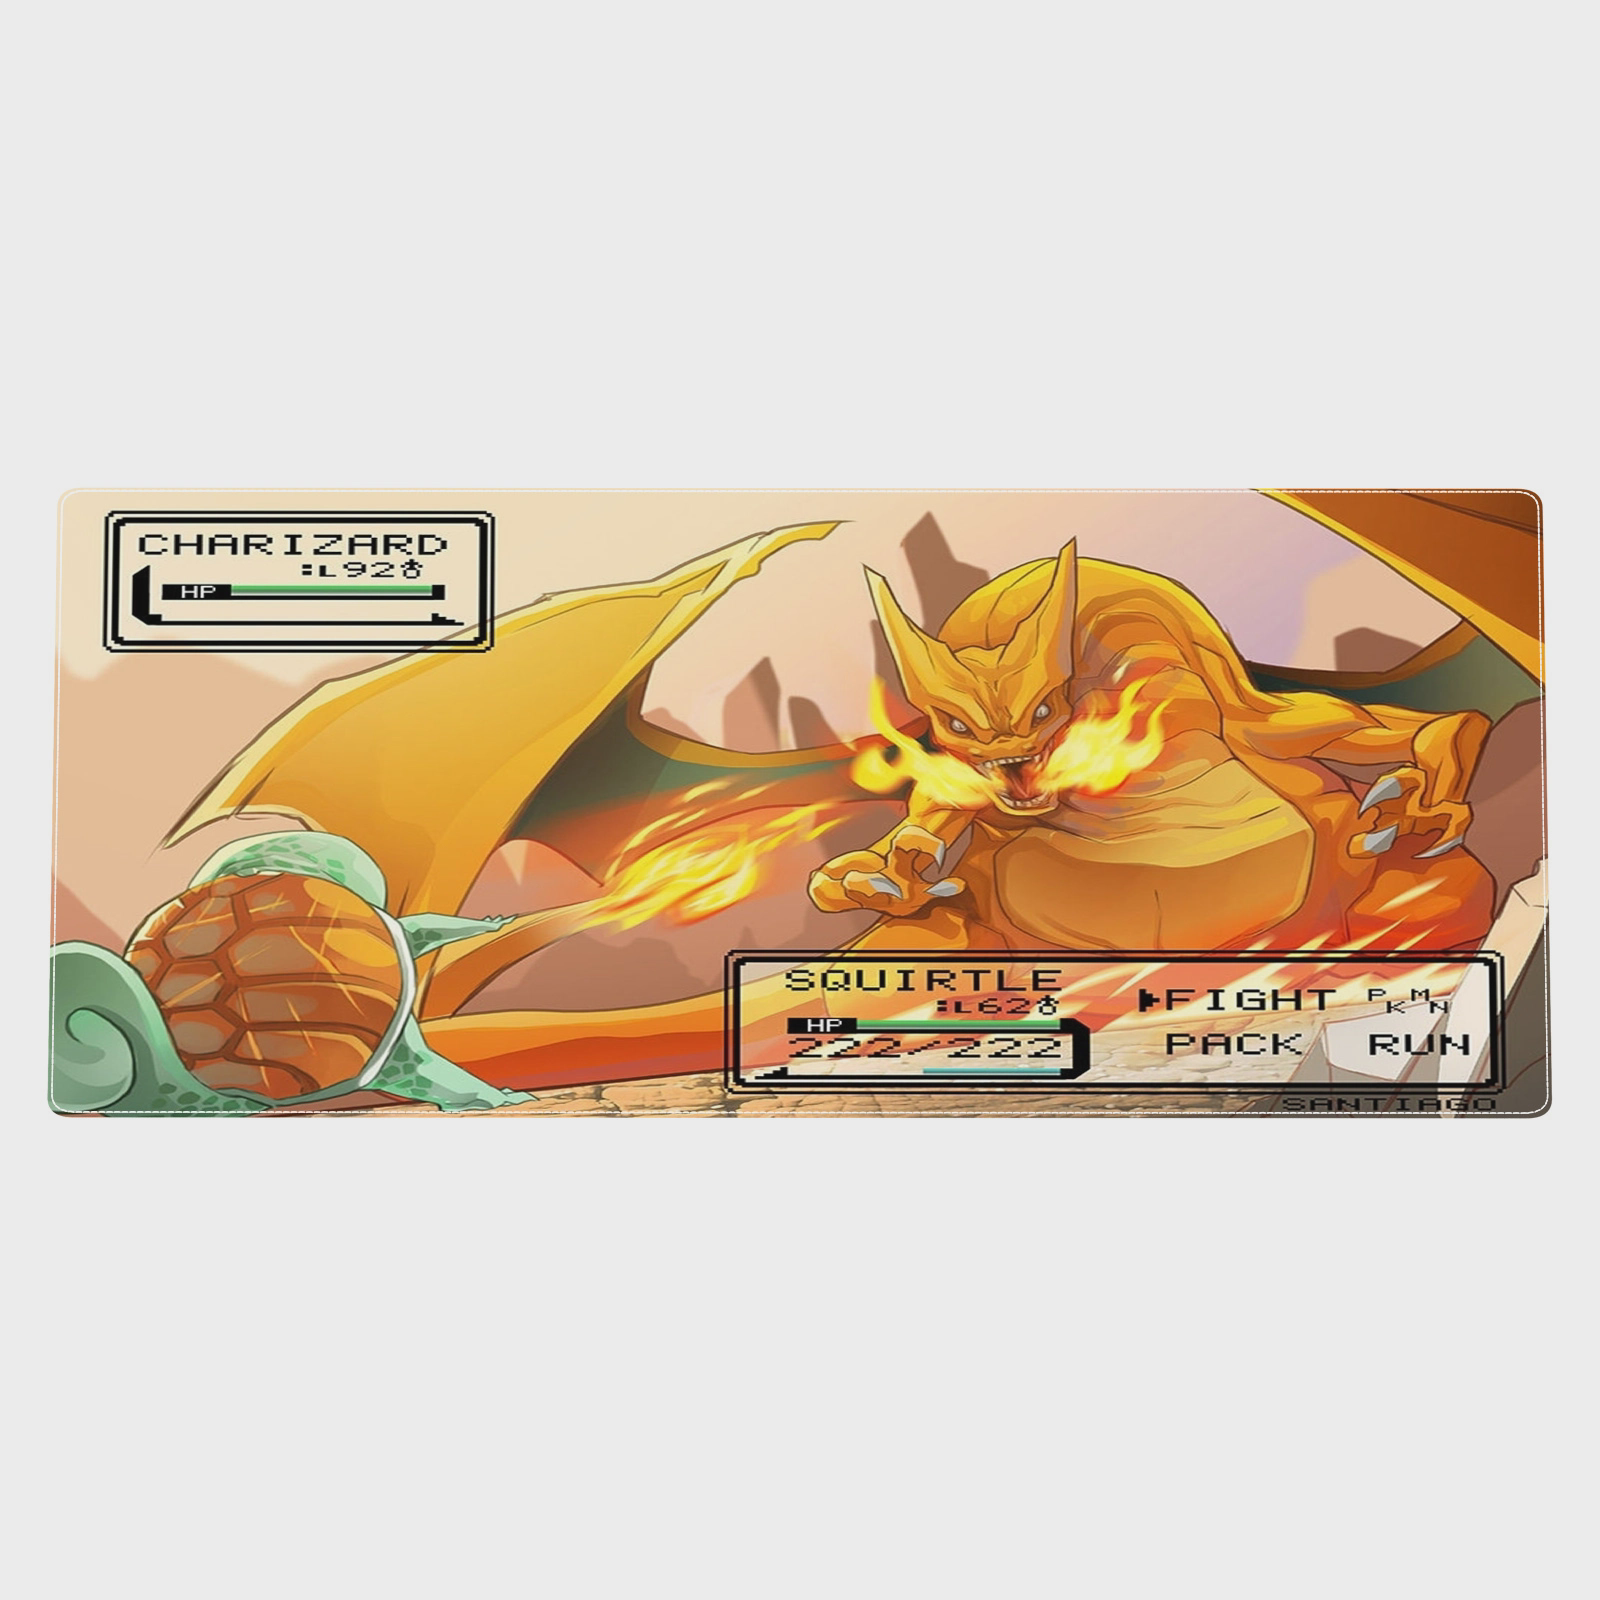 CHARIZARD
:L92♂
HP
SQUIRTLE
:L62♂
HP
222/222
▶FIGHT PKMN
PACK RUN
SANTIAGO